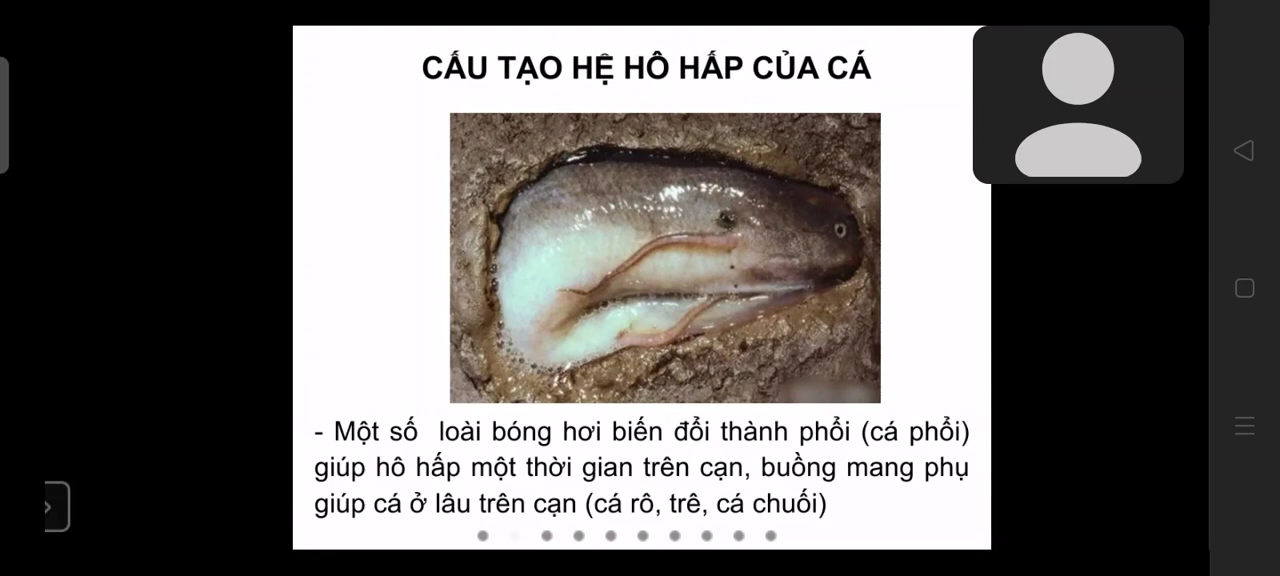 CẤU TẠO HỆ HÔ HẤP CỦA CÁ
- Một số loài bóng hơi biến đổi thành phổi (cá phổi)
giúp hô hấp một thời gian trên cạn, buồng mang phụ
giúp cá ở lâu trên cạn (cá rô, trê, cá chuối)